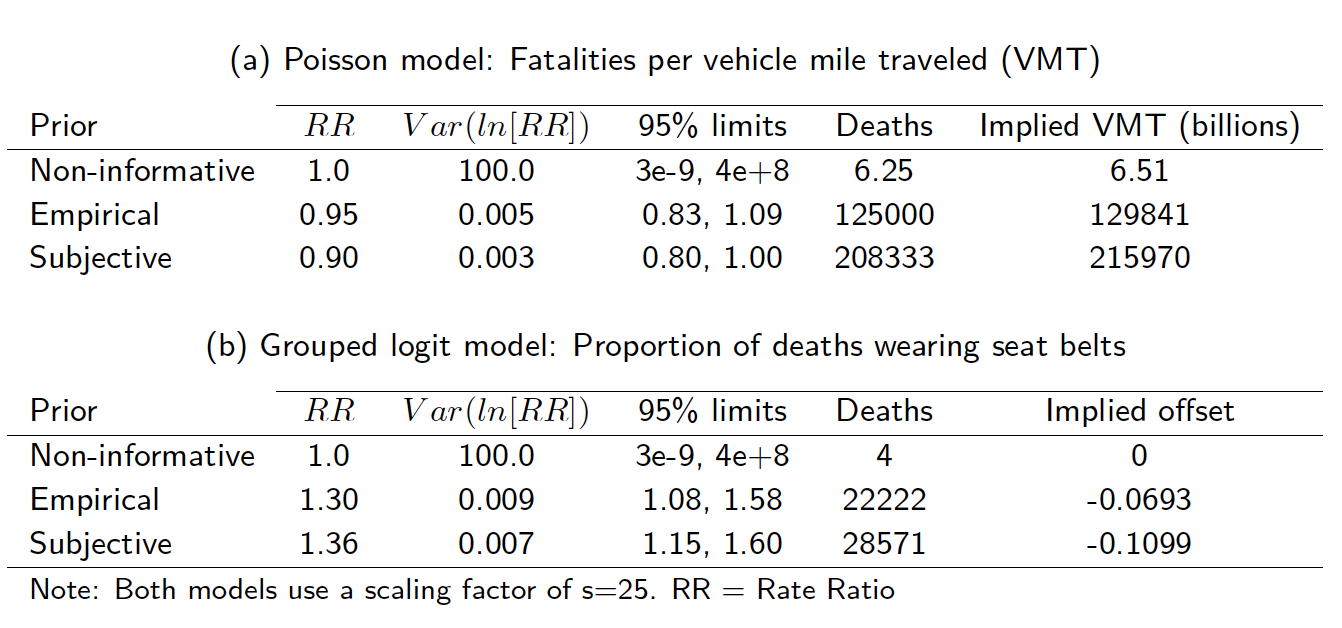 (a) Poisson model: Fatalities per vehicle mile traveled (VMT)
Prior RR Var(ln[RR]) 95% limits Deaths Implied VMT (billions)
Non-informative 1.0 100.0 3e-9, 4e+8 6.25 6.51
Empirical 0.95 0.005 0.83, 1.09 125000 129841
Subjective 0.90 0.003 0.80, 1.00 208333 215970
(b) Grouped logit model: Proportion of deaths wearing seat belts
Prior RR Var(ln[RR]) 95% limits Deaths Implied offset
Non-informative 1.0 100.0 3e-9, 4e+8 4 0
Empirical 1.30 0.009 1.08, 1.58 22222 -0.0693
Subjective 1.36 0.007 1.15, 1.60 28571 -0.1099
Note: Both models use a scaling factor of s=25. RR = Rate Ratio